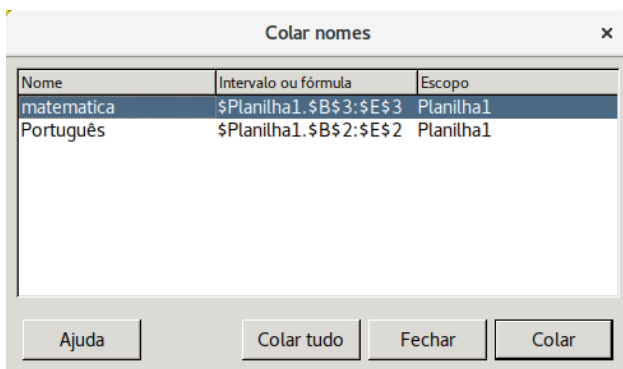 Colar nomes ×
Nome Intervalo ou fórmula Escopo
matematica $Planilha1.$B$3:$E$3 Planilha1
Português $Planilha1.$B$2:$E$2 Planilha1
Ajuda Colar tudo Fechar Colar